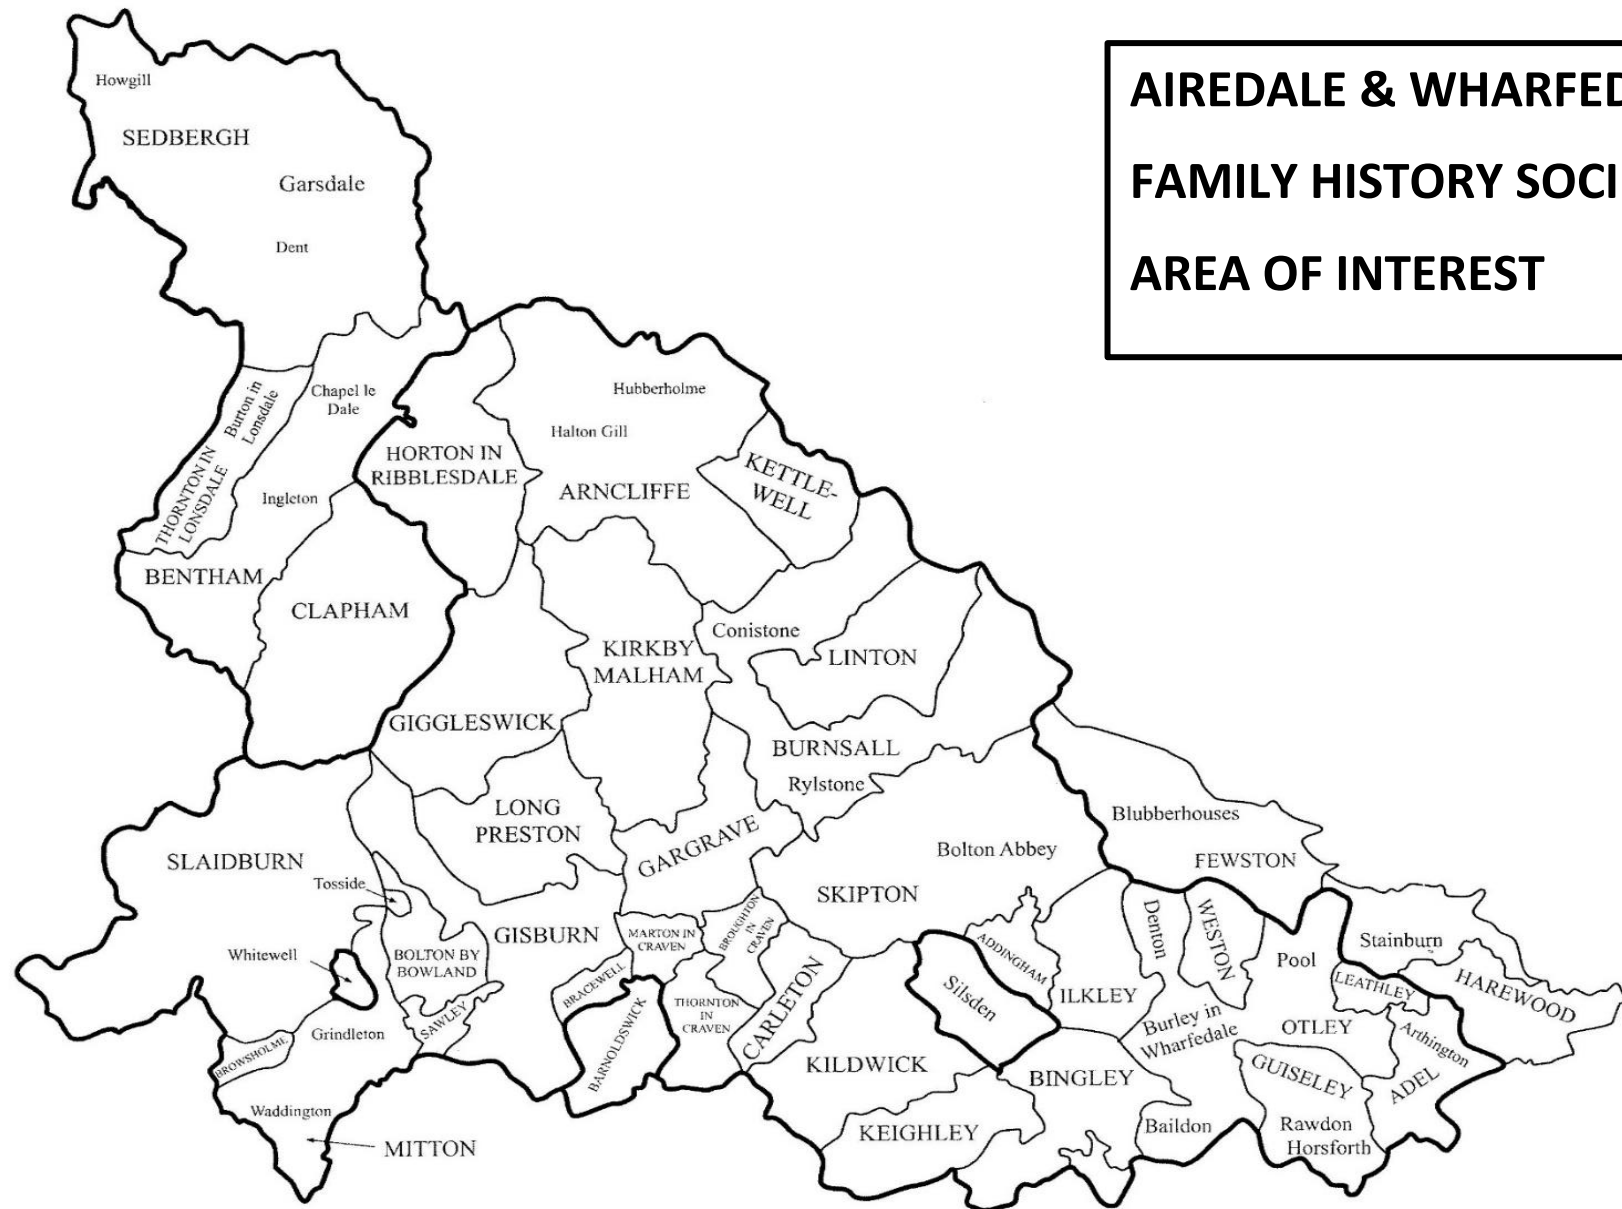 AIREDALE & WHARFED
FAMILY HISTORY SOCI
AREA OF INTEREST
Howgill
SEDBERGH
Garsdale
Dent
Burton in
Lonsdale
THORNTON IN
LONSDALE
Chapel le
Dale
Ingleton
BENTHAM
CLAPHAM
HORTON IN
RIBBLESDALE
Hubberholme
Halton Gill
ARNCLIFFE
KETTLE-
WELL
Conistone
LINTON
KIRKBY
MALHAM
GIGGLESWICK
BURNSALL
Rylstone
LONG
PRESTON
GARGRAVE
Blubberhouses
FEWSTON
Bolton Abbey
SKIPTON
SLAIDBURN
Tosside
Whitewell
BOLTON BY
BOWLAND
GISBURN
MARTON IN
CRAVEN
BROUGHTON
IN
CRAVEN
BRACEWELL
SAWLEY
Grindleton
BROWSHOLME
Waddington
MITTON
BARNOLDSWICK
THORNTON
IN
CRAVEN
CARLETON
Silsden
ADDINGHAM
ILKLEY
Denton
WESTON
Pool
Stainburn
LEATHLEY
HAREWOOD
Burley in
Wharfedale
OTLEY
Arthington
ADEL
GUISELEY
KILDWICK
BINGLEY
KEIGHLEY
Baildon
Rawdon
Horsforth